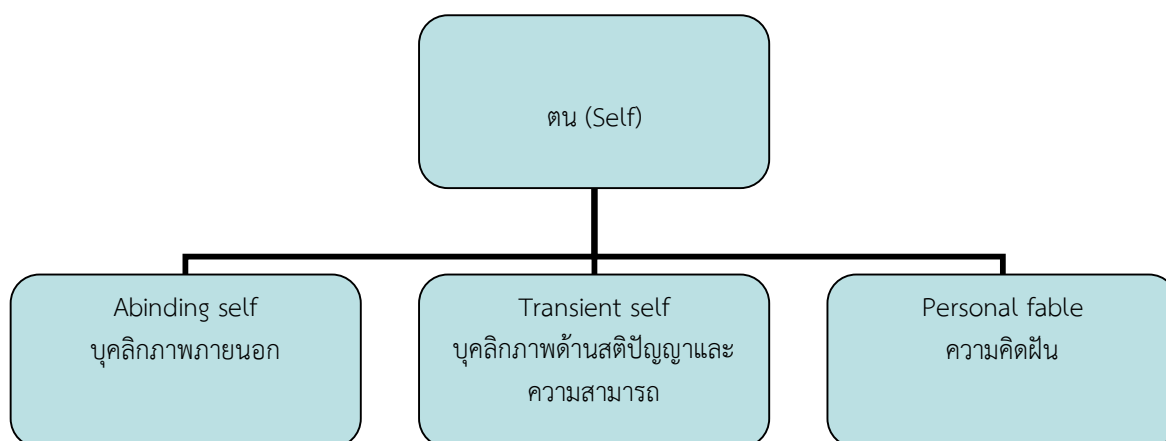 ตน (Self)
Abinding self
บุคลิกภาพภายนอก
Transient self
บุคลิกภาพด้านสติปัญญาและ
ความสามารถ
Personal fable
ความคิดฝัน